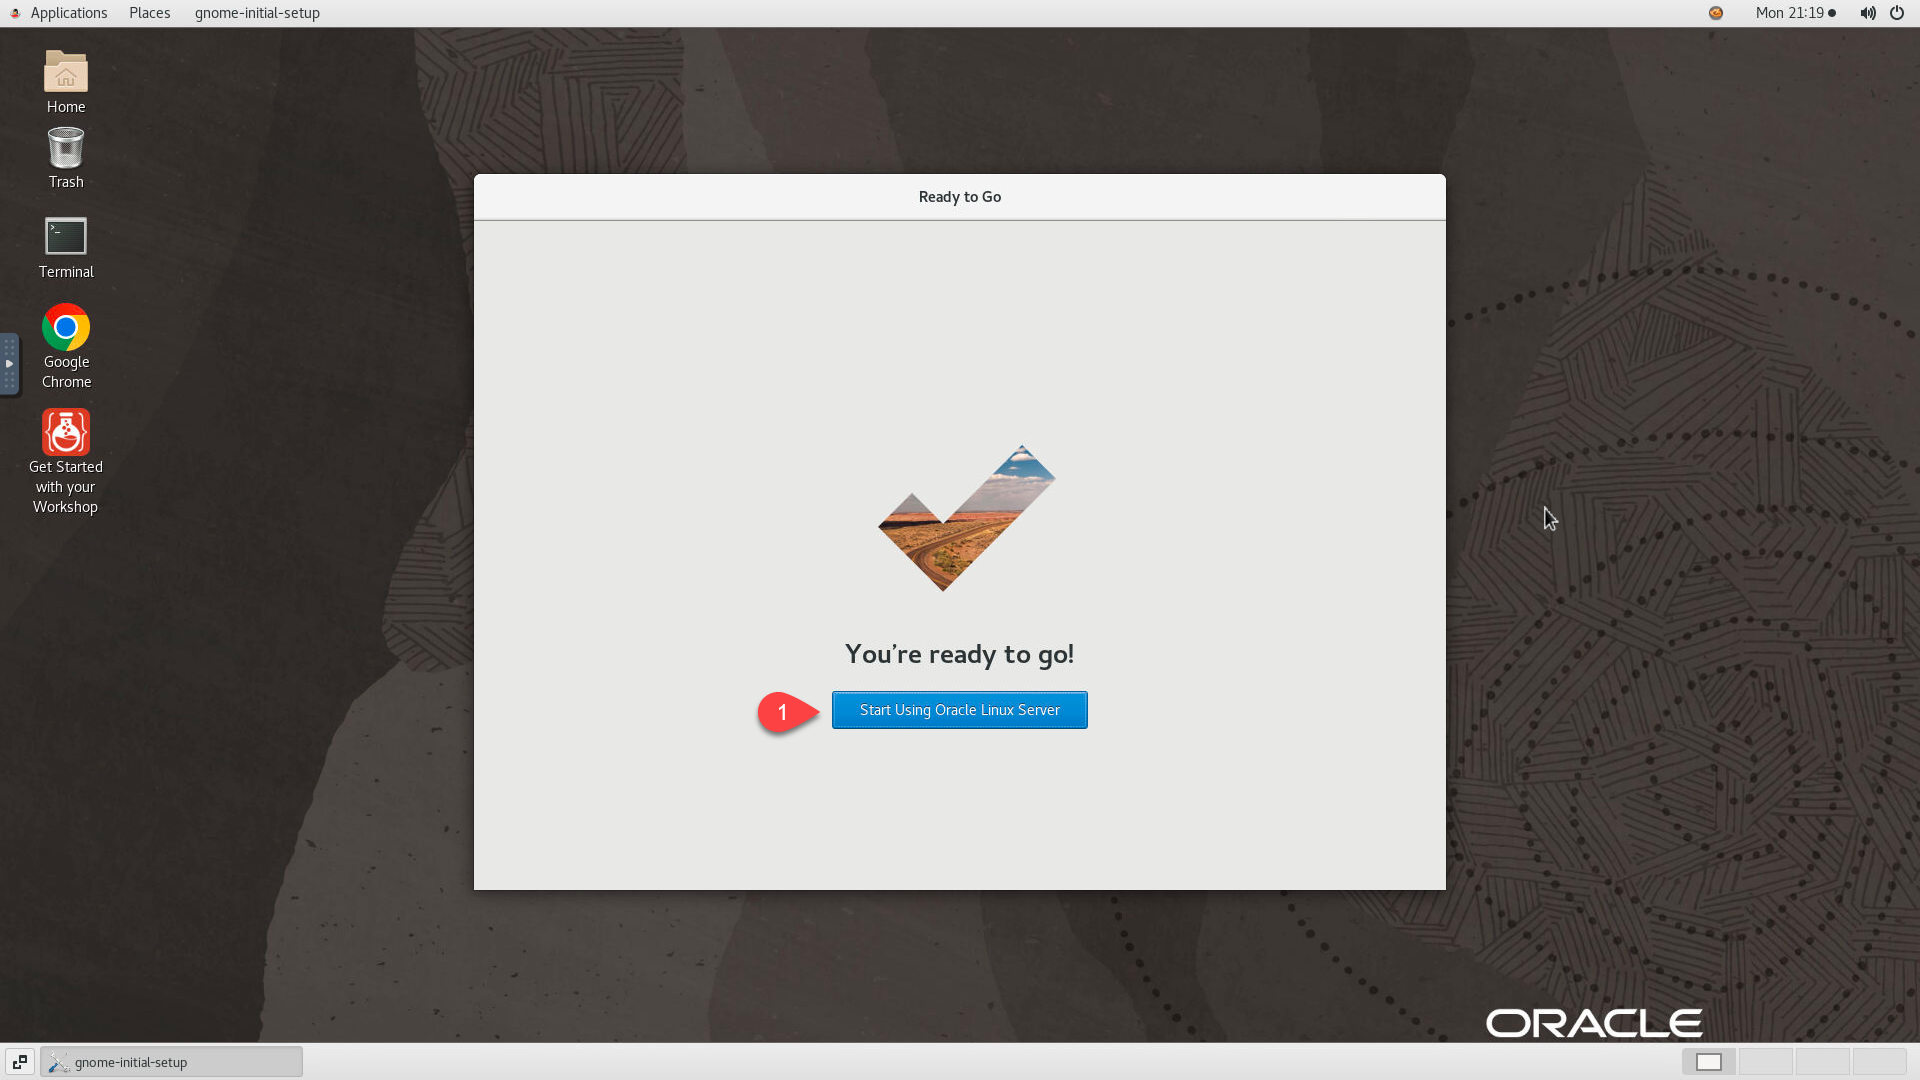 Applications Places gnome-initial-setup Mon 21:19
Home
Trash
Terminal
Google
Chrome
Get Started
with your
Workshop
Ready to Go
You're ready to go!
1
Start Using Oracle Linux Server
ORACLE
gnome-initial-setup